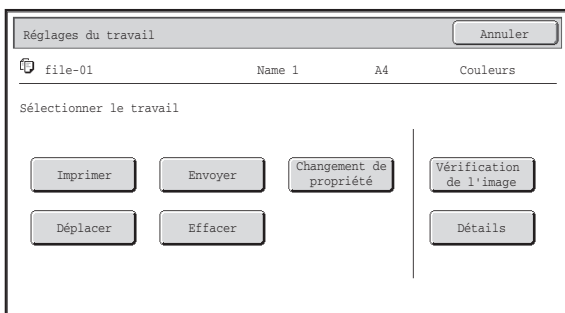 Réglages du travail
Annuler
file-01 Name 1 A4 Couleurs
Sélectionner le travail
Imprimer
Envoyer
Changement de
propriété
Vérification
de l'image
Déplacer
Effacer
Détails